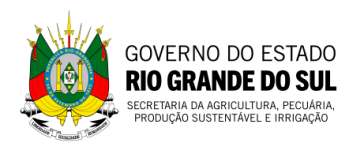 GOVERNO DO ESTADO
RIO GRANDE DO SUL
SECRETARIA DA AGRICULTURA, PECUÁRIA,
PRODUÇÃO SUSTENTÁVEL E IRRIGAÇÃO